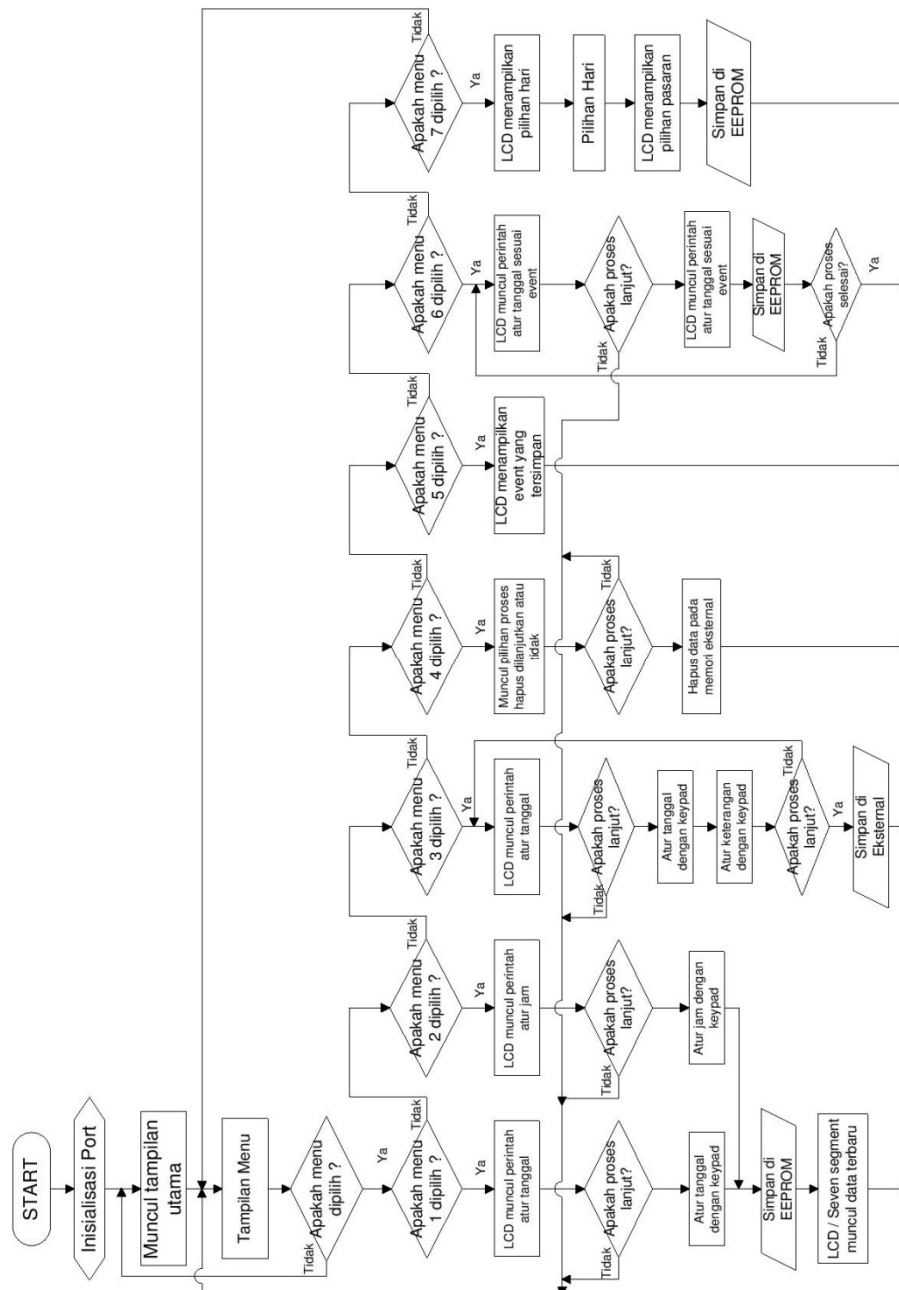 START
Inisialisasi Port
Muncul tampilan
utama
Tampilan Menu
Apakah menu
dipilih ?
Tidak
Ya
Apakah menu
1 dipilih ?
Tidak
Ya
LCD muncul perintah
atur tanggal
Apakah proses
lanjut?
Tidak
Atur tanggal
dengan keypad
Simpan di
EEPROM
LCD / Seven segment
muncul data terbaru
Apakah menu
2 dipilih ?
Tidak
Ya
LCD muncul perintah
atur jam
Apakah proses
lanjut?
Tidak
Atur jam dengan
keypad
Apakah menu
3 dipilih ?
Tidak
Ya
LCD muncul perintah
atur tanggal
Apakah proses
lanjut?
Tidak
Atur tanggal
dengan keypad
Atur keterangan
dengan keypad
Apakah proses
lanjut?
Tidak
Ya
Simpan di
Eksternal
Apakah menu
4 dipilih ?
Tidak
Ya
Muncul pilihan proses
hapus dilanjutkan atau
tidak
Apakah proses
lanjut?
Tidak
Hapus data pada
memori eksternal
Apakah menu
5 dipilih ?
Tidak
Ya
LCD menampilkan
event yang
tersimpan
Apakah menu
6 dipilih ?
Tidak
Ya
LCD muncul perintah
atur tanggal sesuai
event
Apakah proses
lanjut?
Tidak
LCD muncul perintah
atur tanggal sesuai
event
Simpan di
EEPROM
Apakah proses
selesai?
Tidak
Ya
Apakah menu
7 dipilih ?
Tidak
Ya
LCD menampilkan
pilihan hari
Pilihan Hari
LCD menampilkan
pilihan pasaran
Simpan di
EEPROM